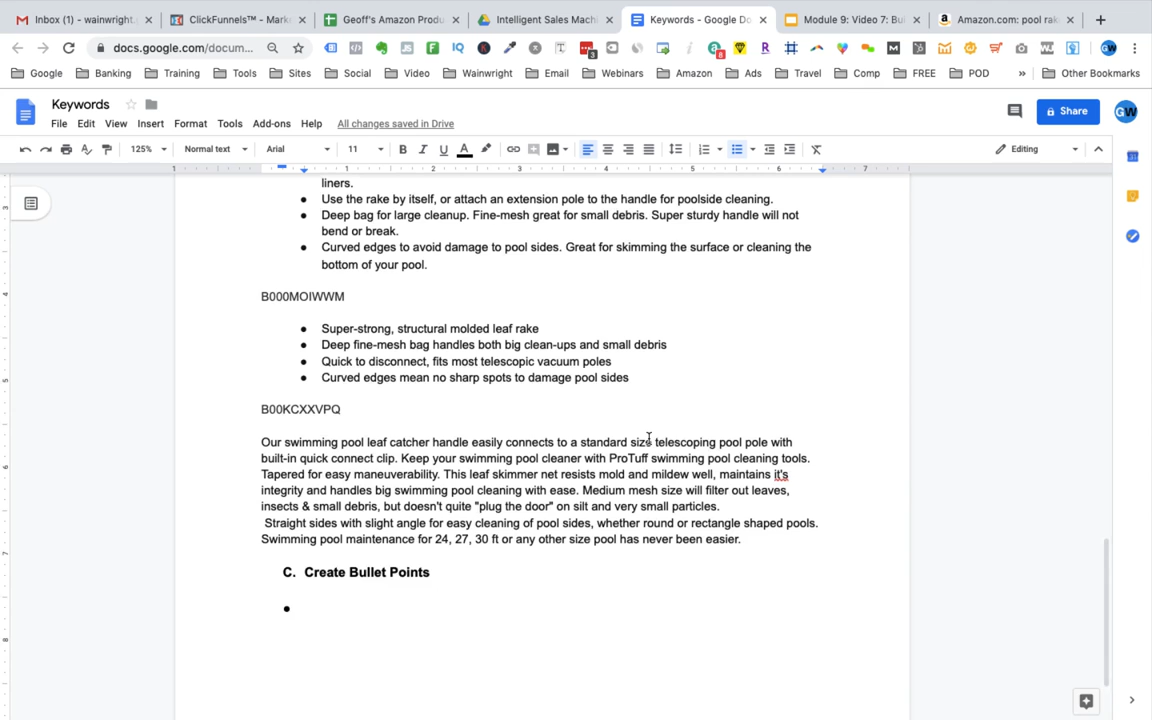 Inbox (1) - wainwright.
ClickFunnels™ - Marke
Geoff's Amazon Produ
Intelligent Sales Machi
Keywords - Google Do
Module 9: Video 7: Bui
Amazon.com: pool rake
docs.google.com/docum...
Google
Banking
Training
Tools
Sites
Social
Video
Wainwright
Email
Webinars
Amazon
Ads
Travel
Comp
FREE
POD
Other Bookmarks
Keywords
File Edit View Insert Format Tools Add-ons Help All changes saved in Drive
Share
GW
125% Normal text Arial 11 Editing
liners.
● Use the rake by itself, or attach an extension pole to the handle for poolside cleaning.
● Deep bag for large cleanup. Fine-mesh great for small debris. Super sturdy handle will not
bend or break.
● Curved edges to avoid damage to pool sides. Great for skimming the surface or cleaning the
bottom of your pool.
B000MOIWWM
● Super-strong, structural molded leaf rake
● Deep fine-mesh bag handles both big clean-ups and small debris
● Quick to disconnect, fits most telescopic vacuum poles
● Curved edges mean no sharp spots to damage pool sides
B00KCXXVPQ
Our swimming pool leaf catcher handle easily connects to a standard size telescoping pool pole with
built-in quick connect clip. Keep your swimming pool cleaner with ProTuff swimming pool cleaning tools.
Tapered for easy maneuverability. This leaf skimmer net resists mold and mildew well, maintains it's
integrity and handles big swimming pool cleaning with ease. Medium mesh size will filter out leaves,
insects & small debris, but doesn't quite "plug the door" on silt and very small particles.
Straight sides with slight angle for easy cleaning of pool sides, whether round or rectangle shaped pools.
Swimming pool maintenance for 24, 27, 30 ft or any other size pool has never been easier.
C. Create Bullet Points
●